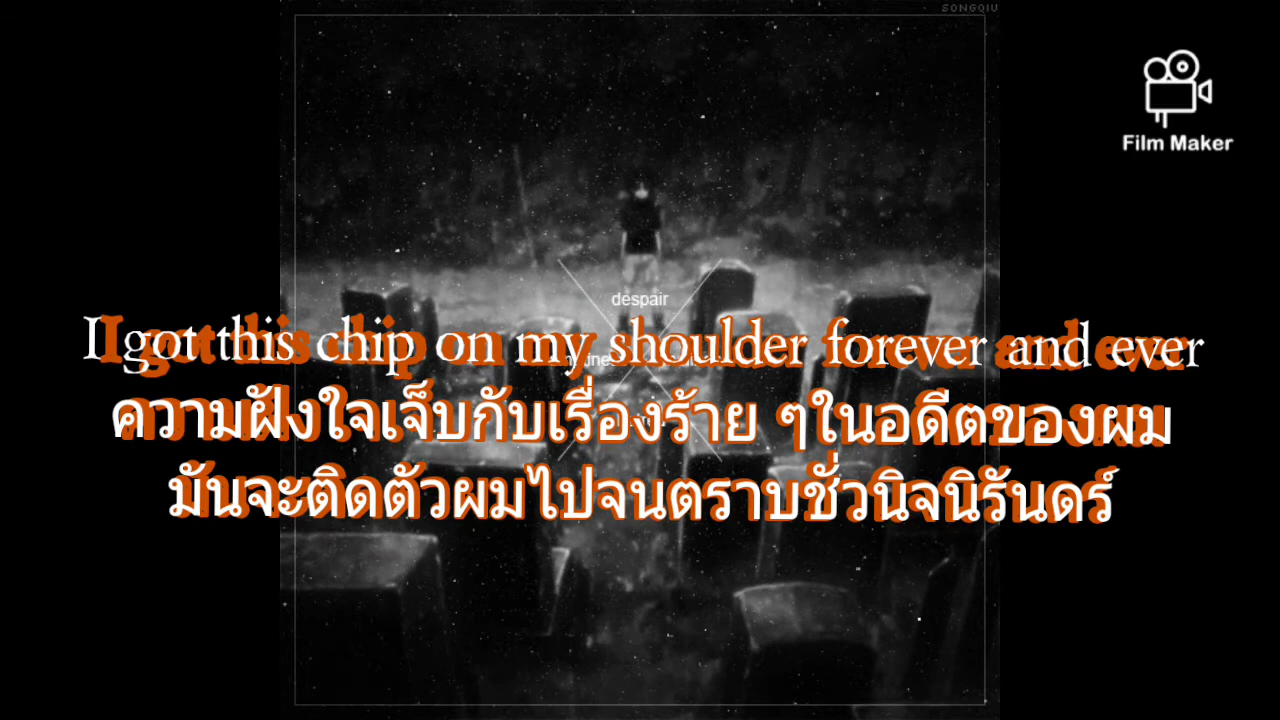 SONGQIU
Film Maker
despair
I got this chip on my shoulder forever and ever
ความฝังใจเจ็บกับเรื่องร้าย ๆในอดีตของผม
มันจะติดตัวผมไปจนตราบชั่วนิจนิรันดร์